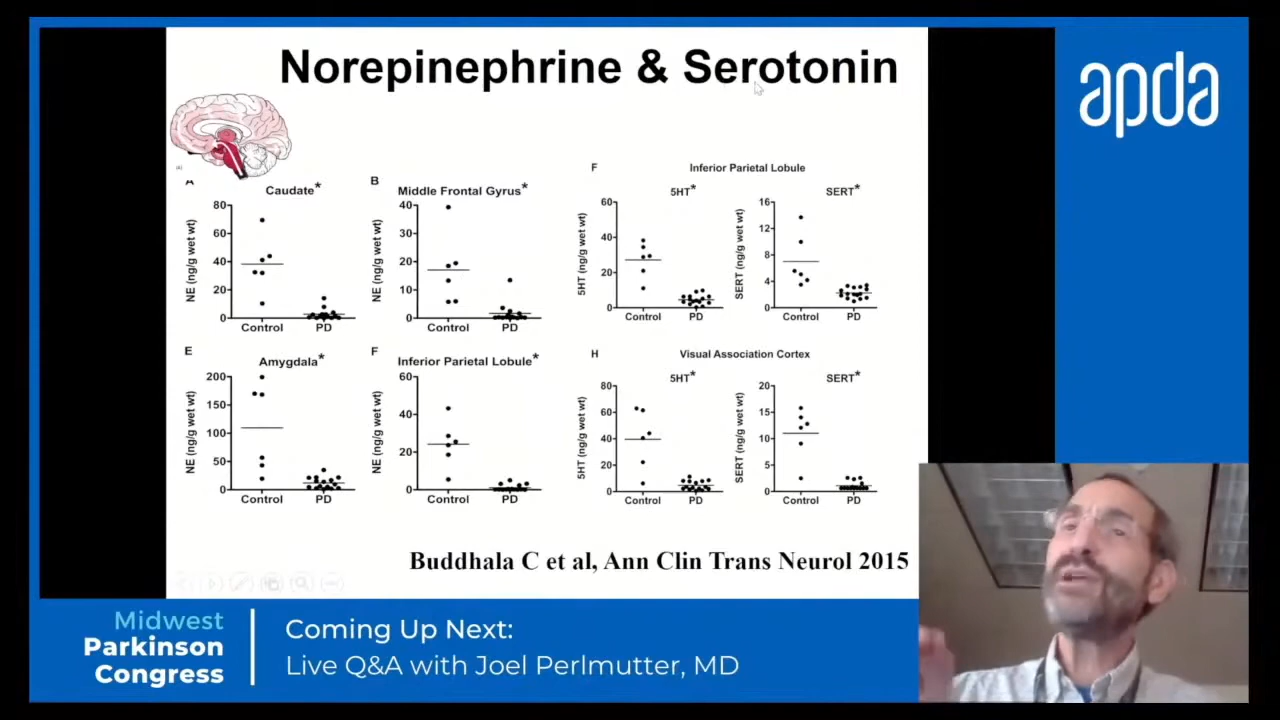 Norepinephrine & Serotonin
apda
A
Caudate*
NE (ng/g wet wt)
80
60
40
20
0
Control
PD
B
Middle Frontal Gyrus*
NE (ng/g wet wt)
40
30
20
10
0
Control
PD
F
Inferior Parietal Lobule
5HT*
5HT (ng/g wet wt)
60
40
20
0
Control
PD
SERT*
SERT (ng/g wet wt)
16
12
8
4
0
Control
PD
E
Amygdala*
NE (ng/g wet wt)
200
150
100
50
0
Control
PD
F
Inferior Parietal Lobule*
NE (ng/g wet wt)
60
40
20
0
Control
PD
H
Visual Association Cortex
5HT*
5HT (ng/g wet wt)
80
60
40
20
0
Control
PD
SERT*
SERT (ng/g wet wt)
20
15
10
5
0
Control
PD
Buddhala C et al, Ann Clin Trans Neurol 2015
Midwest
Parkinson
Congress
Coming Up Next:
Live Q&A with Joel Perlmutter, MD